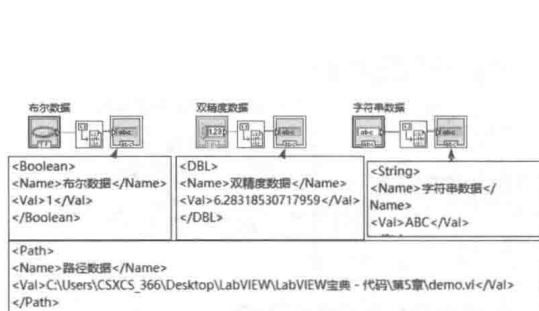 布尔数据
双精度数据
字符串数据
<Boolean>
<Name>布尔数据</Name>
<Val>1</Val>
</Boolean>
<DBL>
<Name>双精度数据</Name>
<Val>6.28318530717959</Val>
</DBL>
<String>
<Name>字符串数据</
Name>
<Val>ABC</Val>
<Path>
<Name>路径数据</Name>
<Val>C:\Users\CSXCS_366\Desktop\LabVIEW\LabVIEW宝典 - 代码\第5章\demo.vi</Val>
</Path>